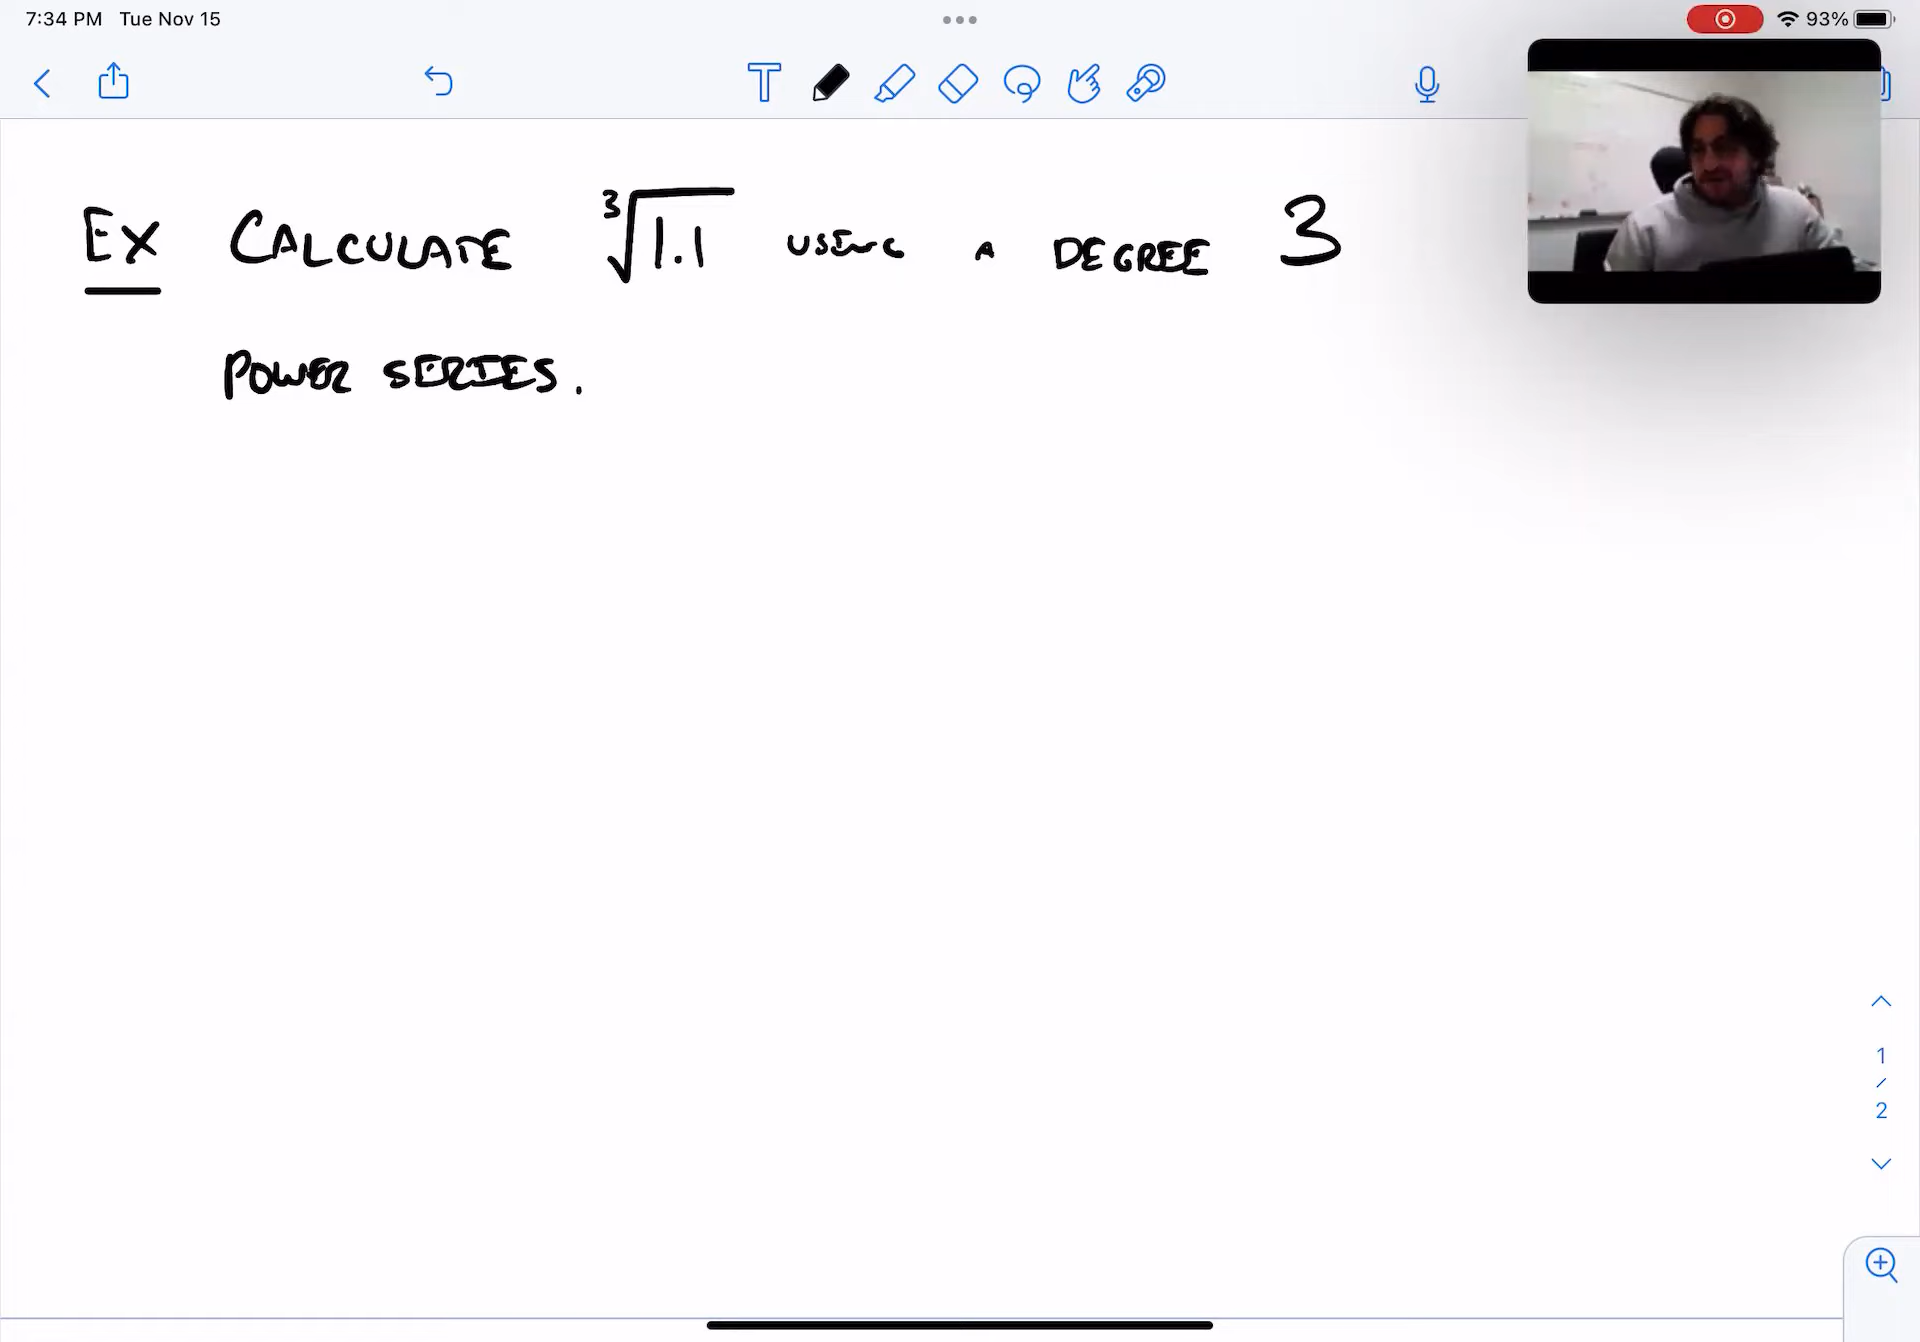 7:34 PM Tue Nov 15
93%
EX CALCULATE ∛1.1 USING A DEGREE 3
POWER SERIES.
1
/
2